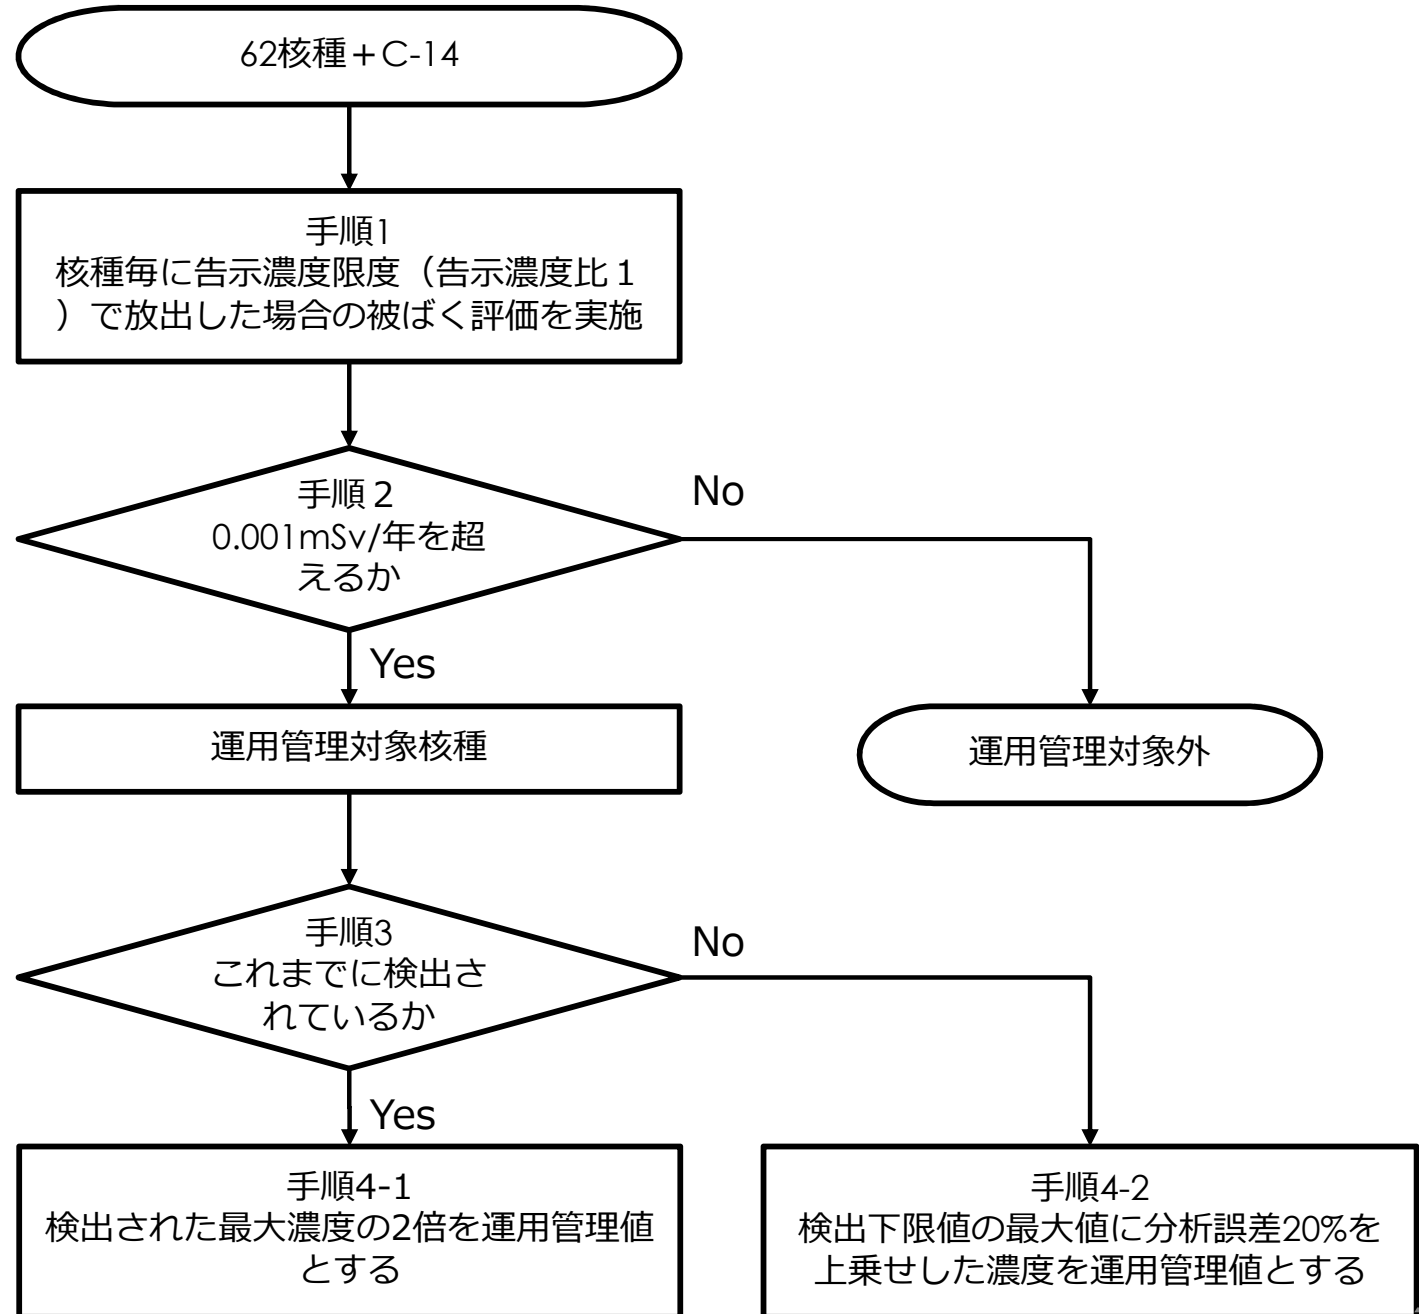 62核種＋C-14
手順1
核種毎に告示濃度限度（告示濃度比１
）で放出した場合の被ばく評価を実施
手順２
0.001mSv/年を超
えるか
No
Yes
運用管理対象核種
運用管理対象外
手順3
これまでに検出さ
れているか
No
Yes
手順4-1
検出された最大濃度の2倍を運用管理値
とする
手順4-2
検出下限値の最大値に分析誤差20%を
上乗せした濃度を運用管理値とする